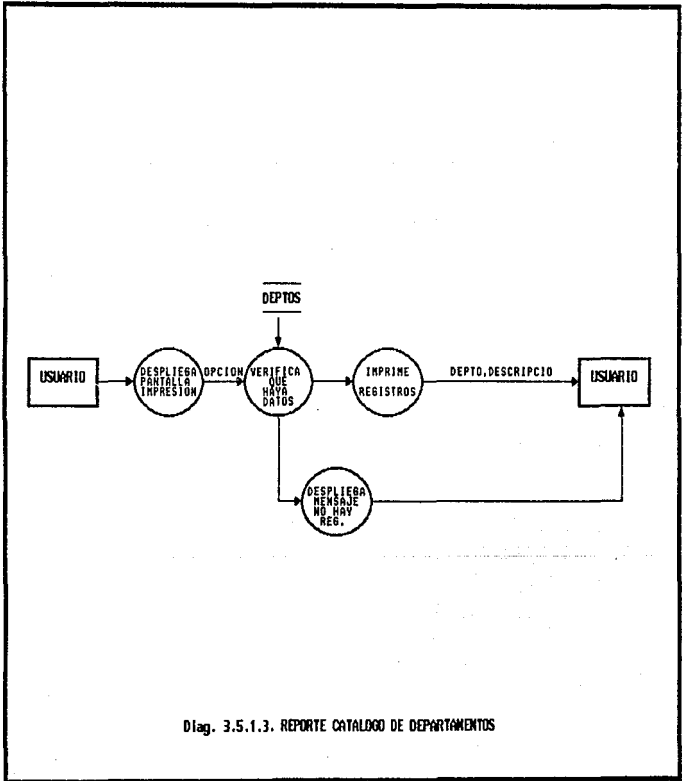 DEPTOS
USUARIO
DESPLIEGA
PANTALLA
IMPRESION
OPCION
VERIFICA
QUE
HAYA
DATOS
IMPRIME
REGISTROS
DEPTO,DESCRIPCIO
USUARIO
DESPLIEGA
MENSAJE
NO HAY
REG.
Diag. 3.5.1.3. REPORTE CATALOGO DE DEPARTAMENTOS